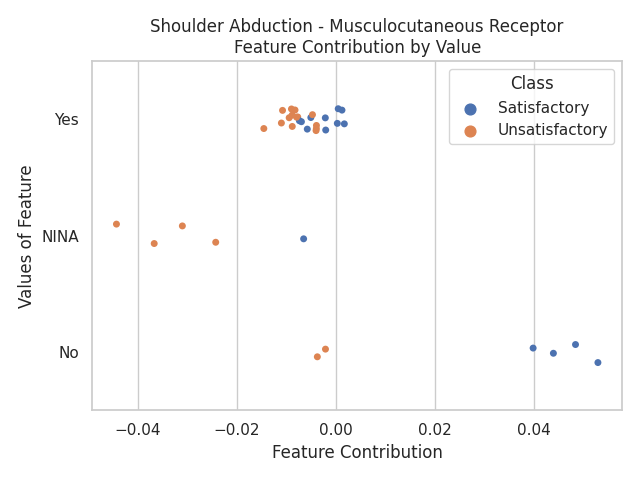 Shoulder Abduction - Musculocutaneous Receptor
Feature Contribution by Value
Class
Satisfactory
Unsatisfactory
Values of Feature
Yes
NINA
No
−0.04 −0.02 0.00 0.02 0.04
Feature Contribution